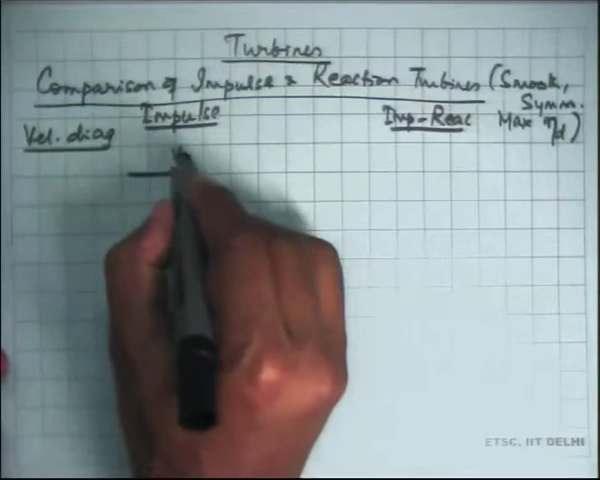 Turbines
Comparison of Impulse & Reaction Turbines (Smooth, Symm. Max ηd)
Impulse Imp-Reac
Vel. diag
ETSC, IIT DELHI